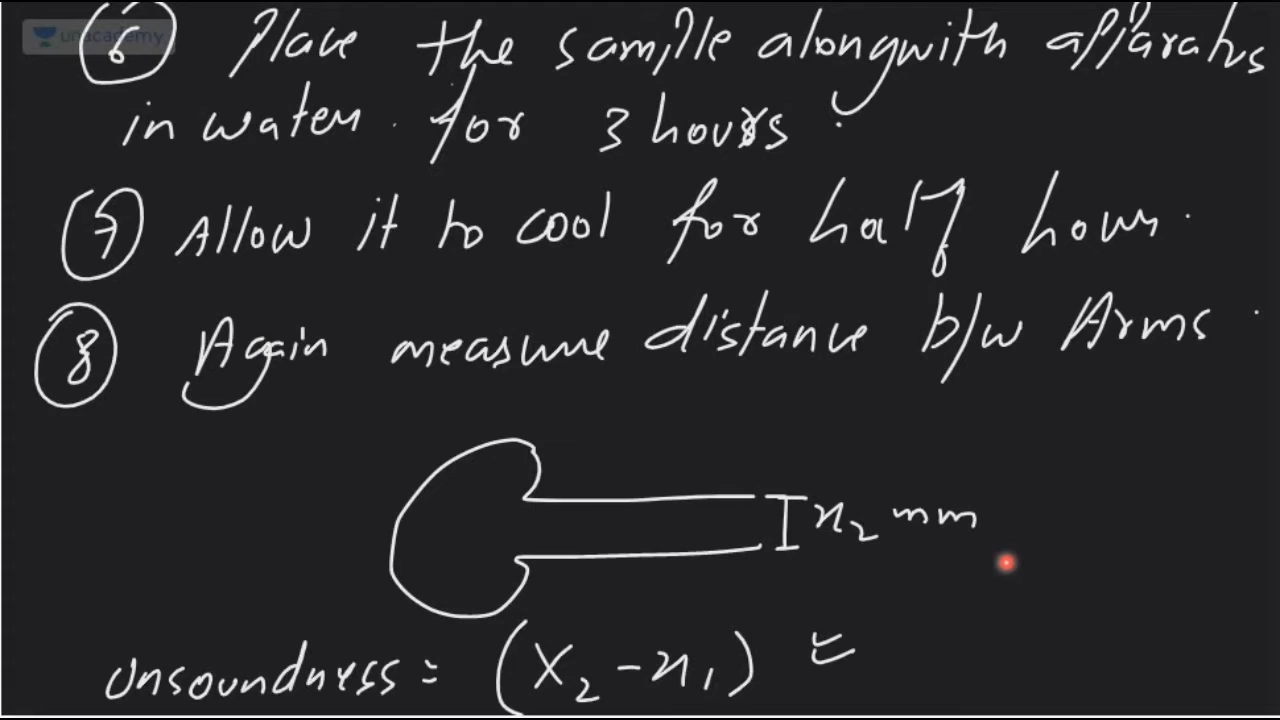 unacademy
⑥ Place the sample alongwith apparatus
in water for 3 hours.
⑦ Allow it to cool for half hour.
⑧ Again measure distance b/w Arms.
x₂ mm
unsoundness = (x₂ - x₁)